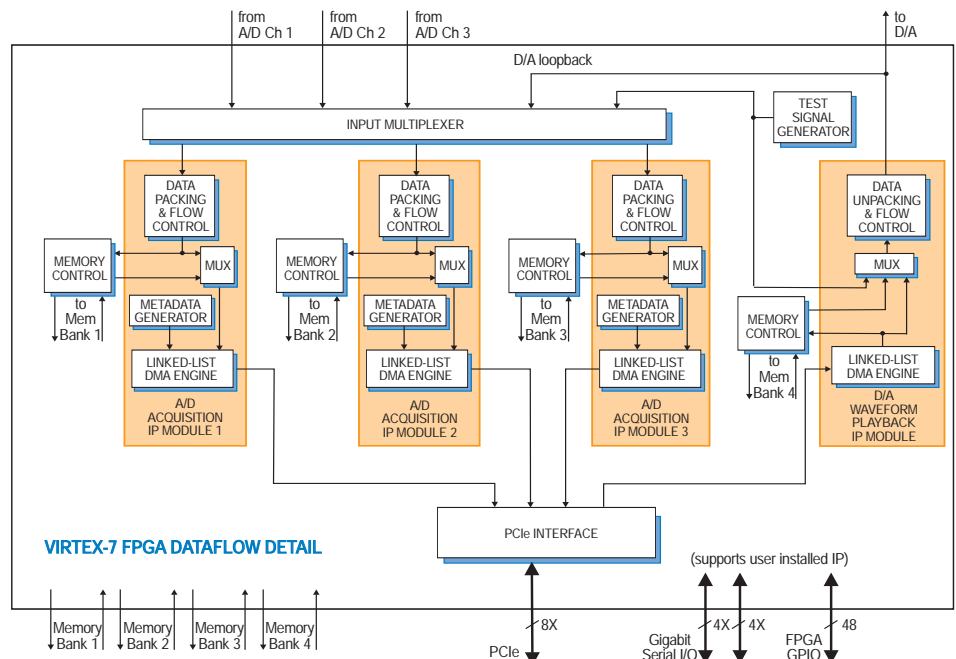 from
A/D Ch 1
from
A/D Ch 2
from
A/D Ch 3
to
D/A
D/A loopback
INPUT MULTIPLEXER
TEST
SIGNAL
GENERATOR
DATA
PACKING
& FLOW
CONTROL
MEMORY
CONTROL
MUX
to
Mem
Bank 1
METADATA
GENERATOR
LINKED-LIST
DMA ENGINE
A/D
ACQUISITION
IP MODULE 1
DATA
PACKING
& FLOW
CONTROL
MEMORY
CONTROL
MUX
to
Mem
Bank 2
METADATA
GENERATOR
LINKED-LIST
DMA ENGINE
A/D
ACQUISITION
IP MODULE 2
DATA
PACKING
& FLOW
CONTROL
MEMORY
CONTROL
MUX
to
Mem
Bank 3
METADATA
GENERATOR
LINKED-LIST
DMA ENGINE
A/D
ACQUISITION
IP MODULE 3
DATA
UNPACKING
& FLOW
CONTROL
MUX
MEMORY
CONTROL
to
Mem
Bank 4
LINKED-LIST
DMA ENGINE
D/A
WAVEFORM
PLAYBACK
IP MODULE
PCIe INTERFACE
VIRTEX-7 FPGA DATAFLOW DETAIL
(supports user installed IP)
Memory
Bank 1
Memory
Bank 2
Memory
Bank 3
Memory
Bank 4
8X
PCIe
4X
4X
Gigabit
Serial I/O
48
FPGA
GPIO